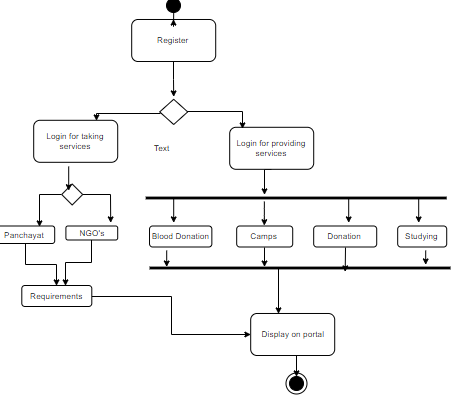 Register
Login for taking
services
Text
Login for providing
services
Panchayat
NGO's
Blood Donation
Camps
Donation
Studying
Requirements
Display on portal